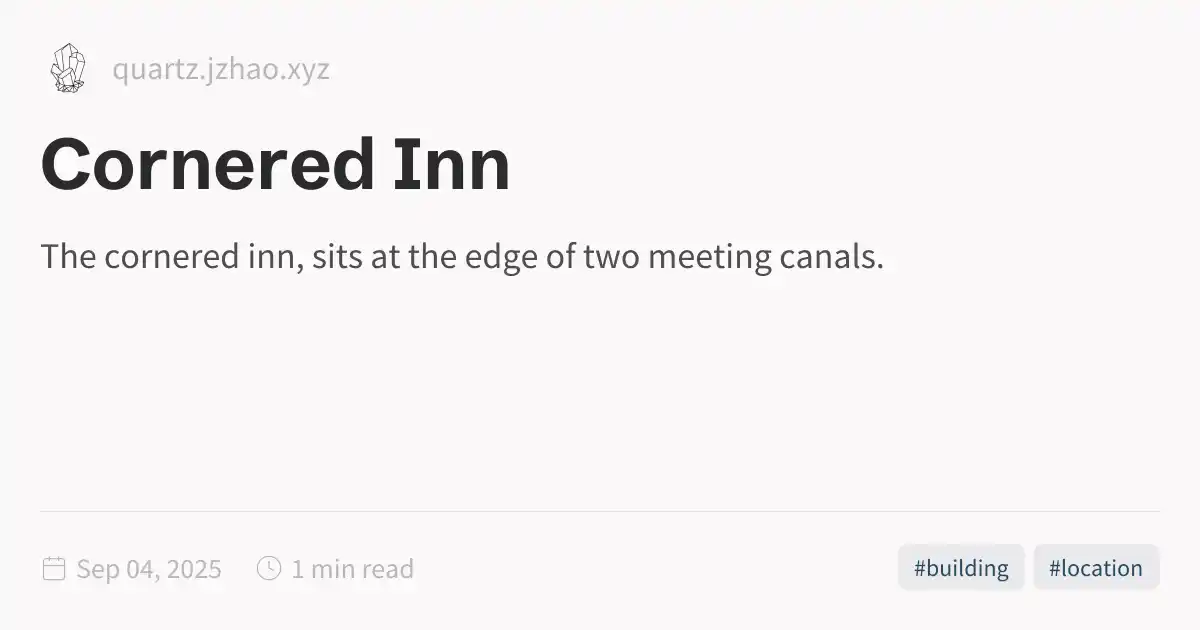 quartz.jzhao.xyz
Cornered Inn
The cornered inn, sits at the edge of two meeting canals.
Sep 04, 2025 1 min read #building #location